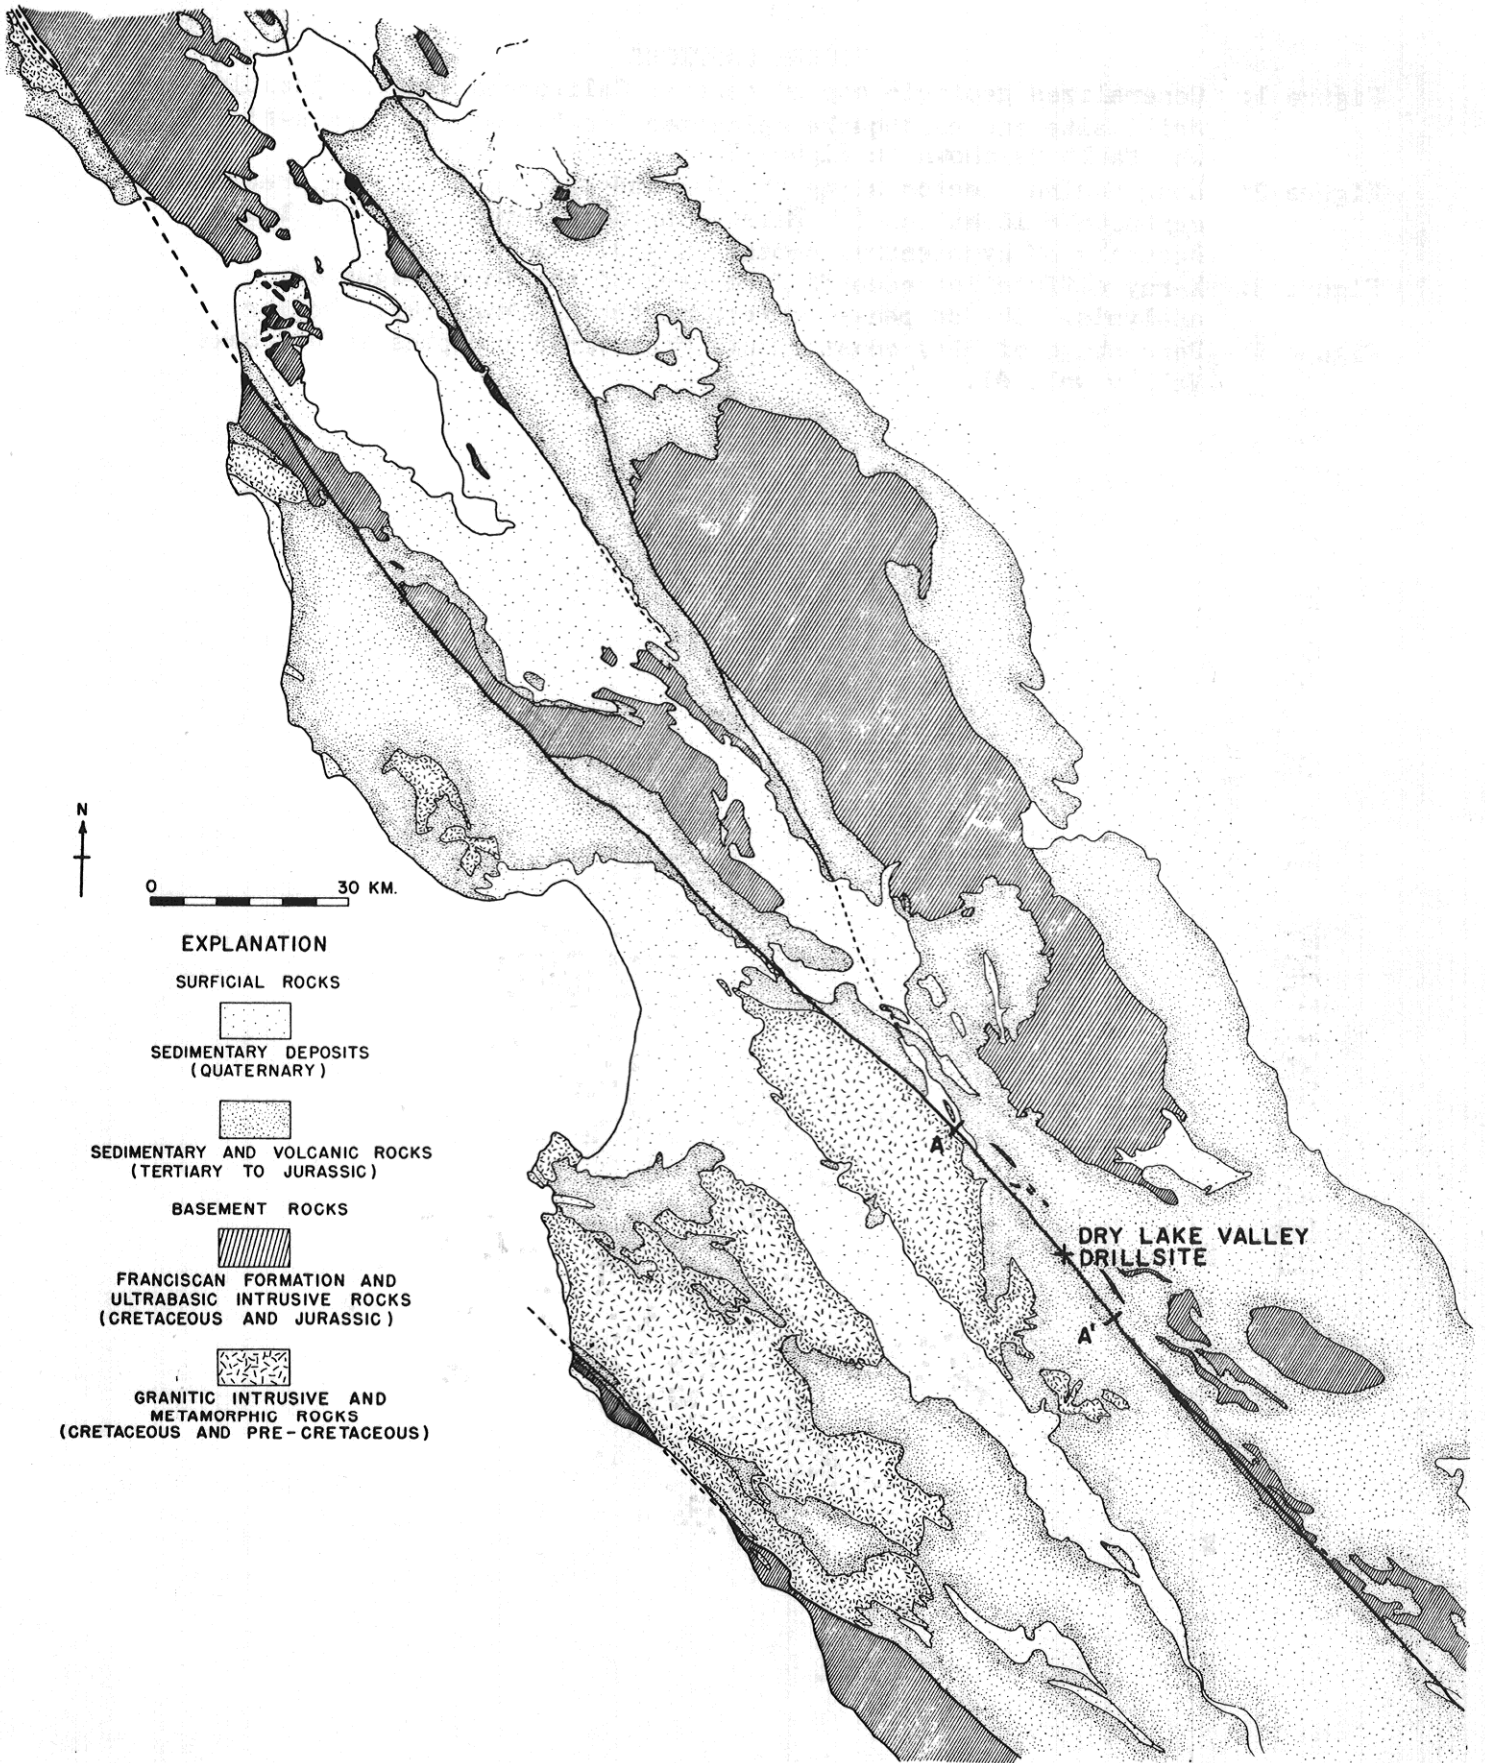 N
0 30 KM.
EXPLANATION
SURFICIAL ROCKS
SEDIMENTARY DEPOSITS
(QUATERNARY)
SEDIMENTARY AND VOLCANIC ROCKS
(TERTIARY TO JURASSIC)
BASEMENT ROCKS
FRANCISCAN FORMATION AND
ULTRABASIC INTRUSIVE ROCKS
(CRETACEOUS AND JURASSIC)
GRANITIC INTRUSIVE AND
METAMORPHIC ROCKS
(CRETACEOUS AND PRE-CRETACEOUS)
A
DRY LAKE VALLEY
DRILLSITE
A'